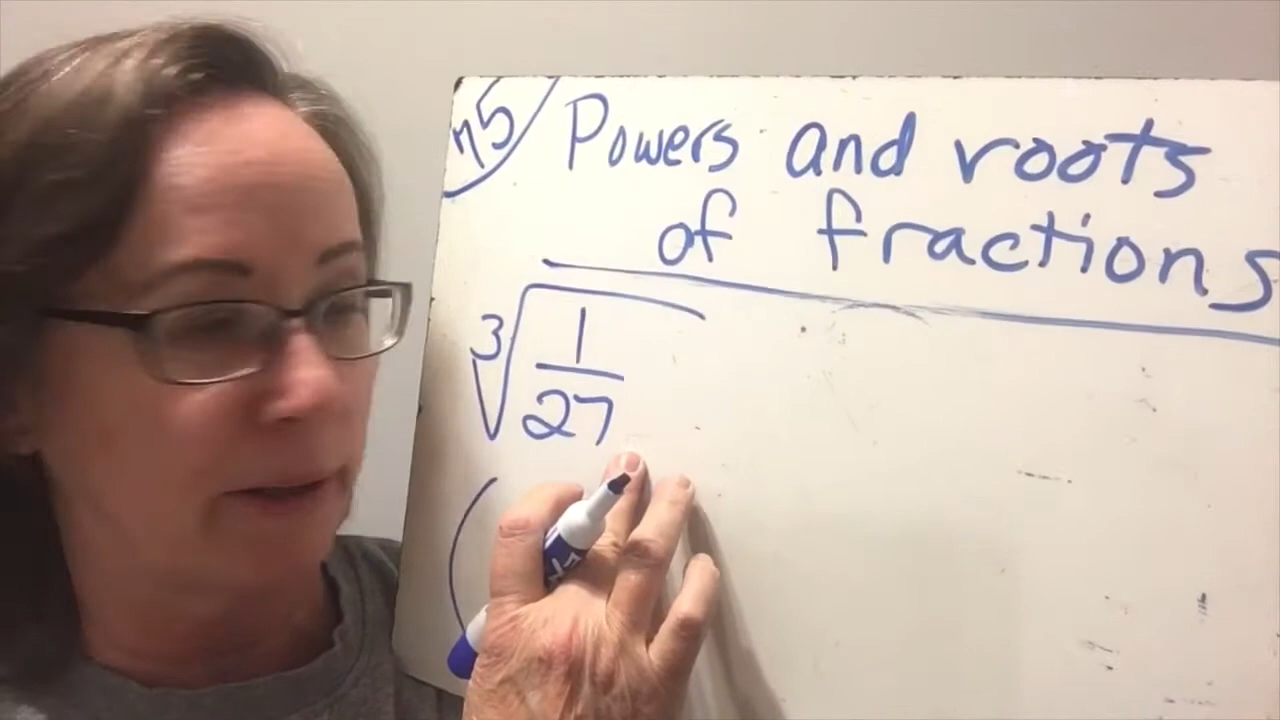 75 Powers and roots
of fractions
3√
1
27
(